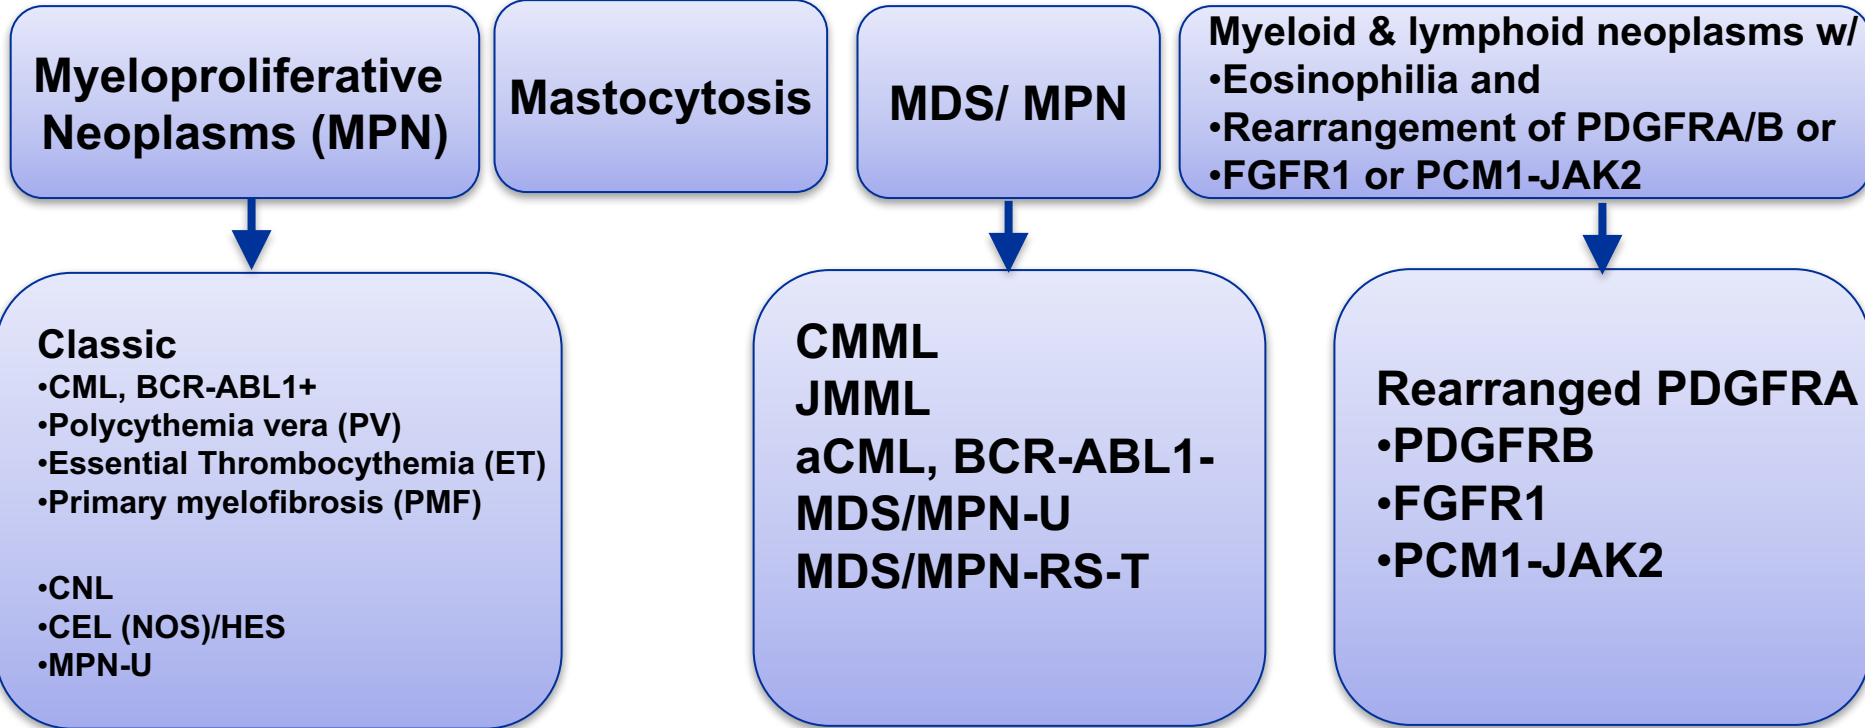 Myeloproliferative
Neoplasms (MPN)
Mastocytosis
MDS/ MPN
Myeloid & lymphoid neoplasms w/
•Eosinophilia and
•Rearrangement of PDGFRA/B or
•FGFR1 or PCM1-JAK2
Classic
•CML, BCR-ABL1+
•Polycythemia vera (PV)
•Essential Thrombocythemia (ET)
•Primary myelofibrosis (PMF)
•CNL
•CEL (NOS)/HES
•MPN-U
CMML
JMML
aCML, BCR-ABL1-
MDS/MPN-U
MDS/MPN-RS-T
Rearranged PDGFRA
•PDGFRB
•FGFR1
•PCM1-JAK2